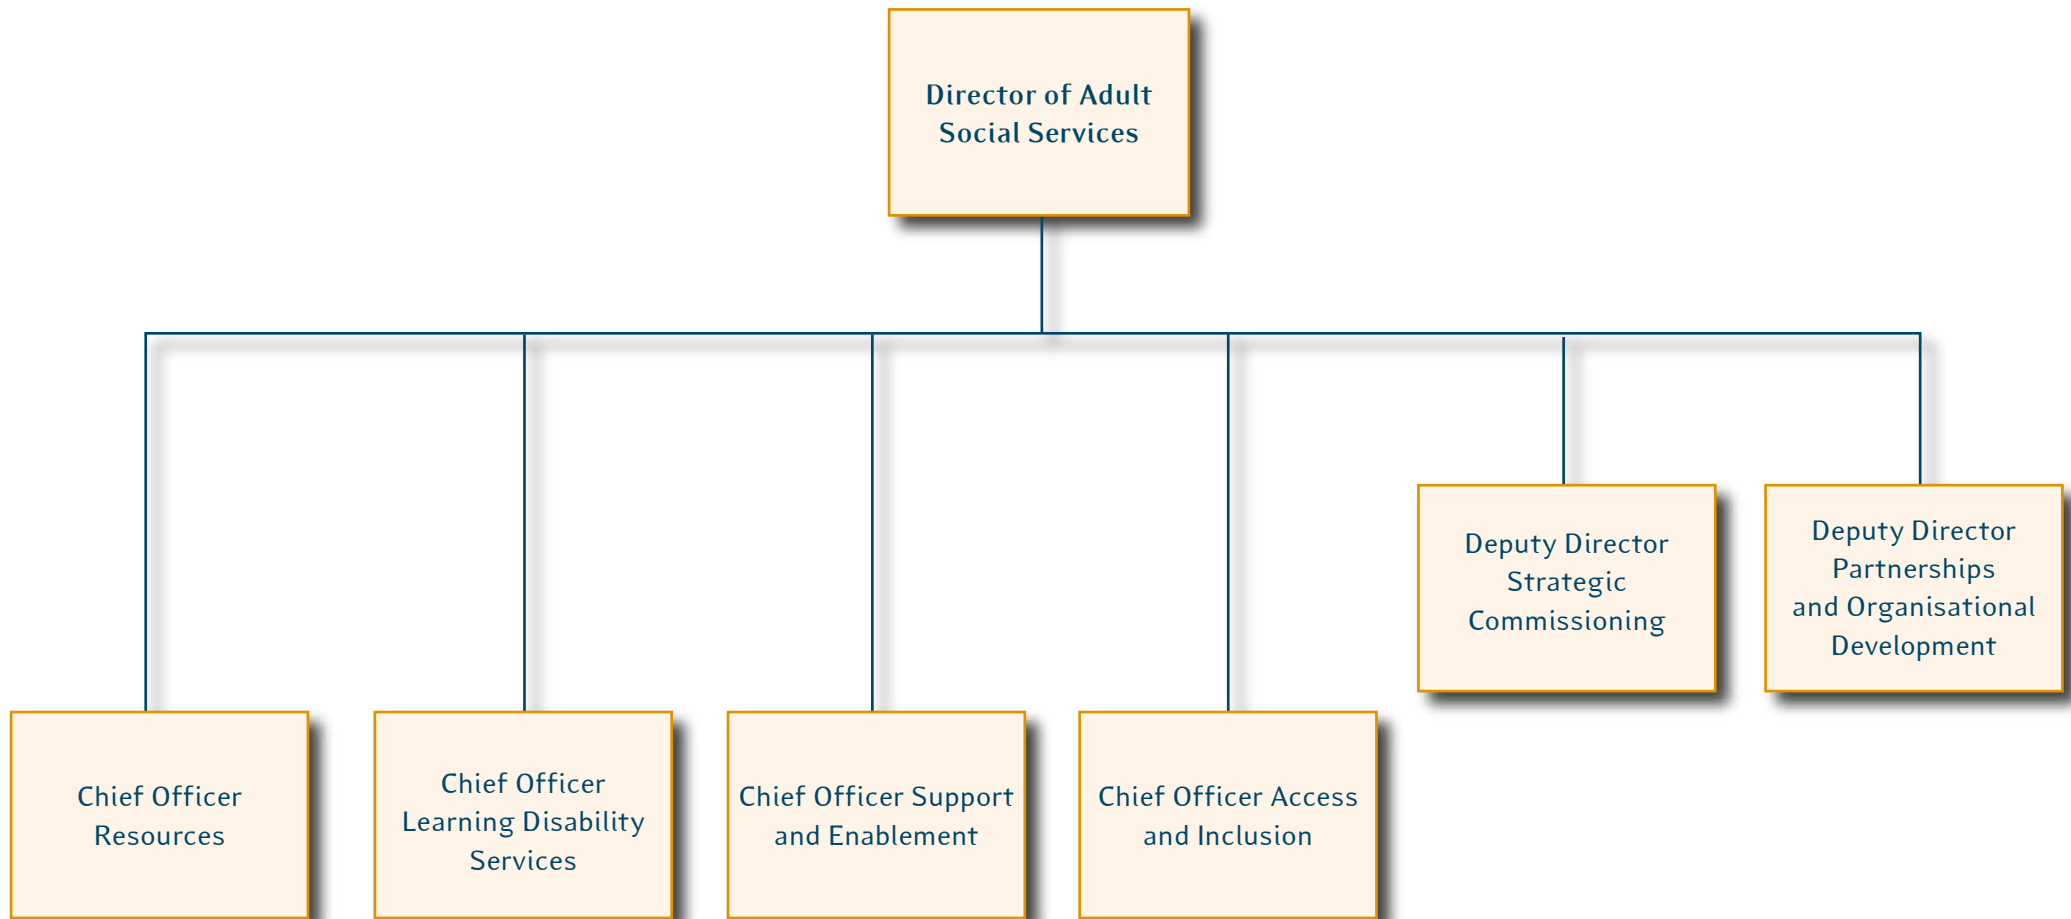 Director of Adult
Social Services
Deputy Director
Strategic
Commissioning
Deputy Director
Partnerships
and Organisational
Development
Chief Officer
Resources
Chief Officer
Learning Disability
Services
Chief Officer Support
and Enablement
Chief Officer Access
and Inclusion